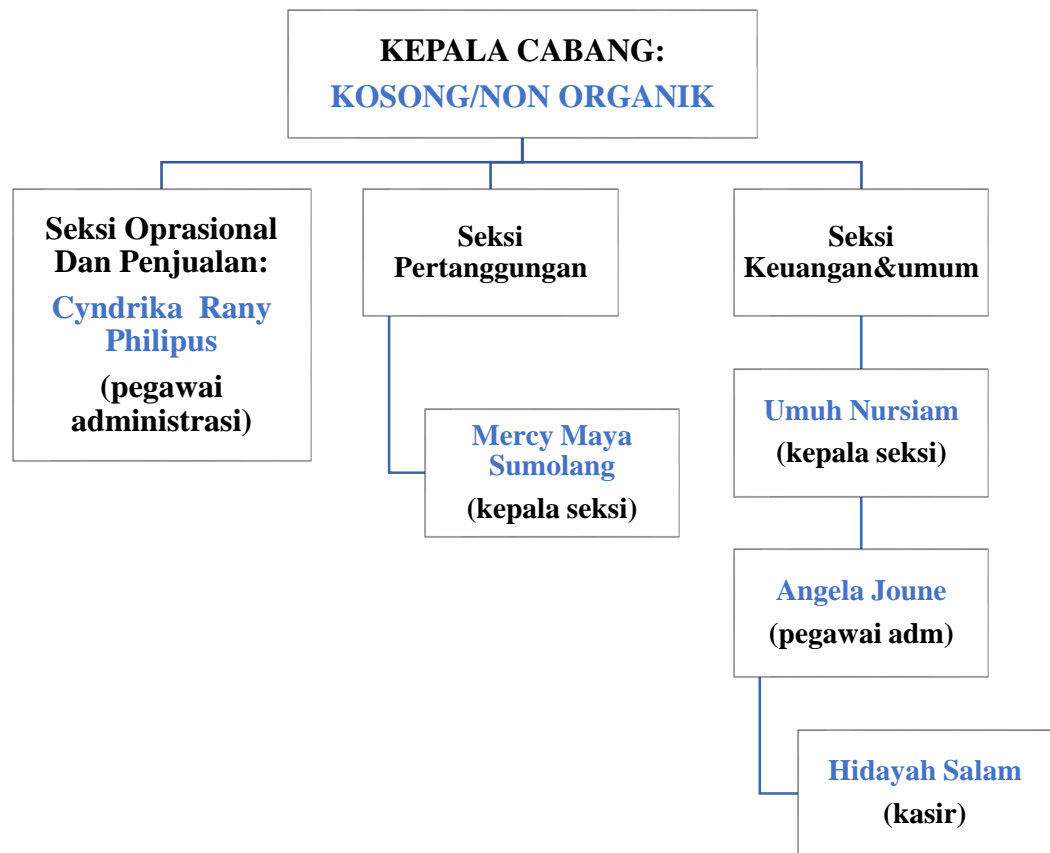 KEPALA CABANG:
KOSONG/NON ORGANIK
Seksi Oprasional
Dan Penjualan:
Cyndrika Rany
Philipus
(pegawai
administrasi)
Seksi
Pertanggungan
Mercy Maya
Sumolang
(kepala seksi)
Seksi
Keuangan&umum
Umuh Nursiam
(kepala seksi)
Angela Joune
(pegawai adm)
Hidayah Salam
(kasir)